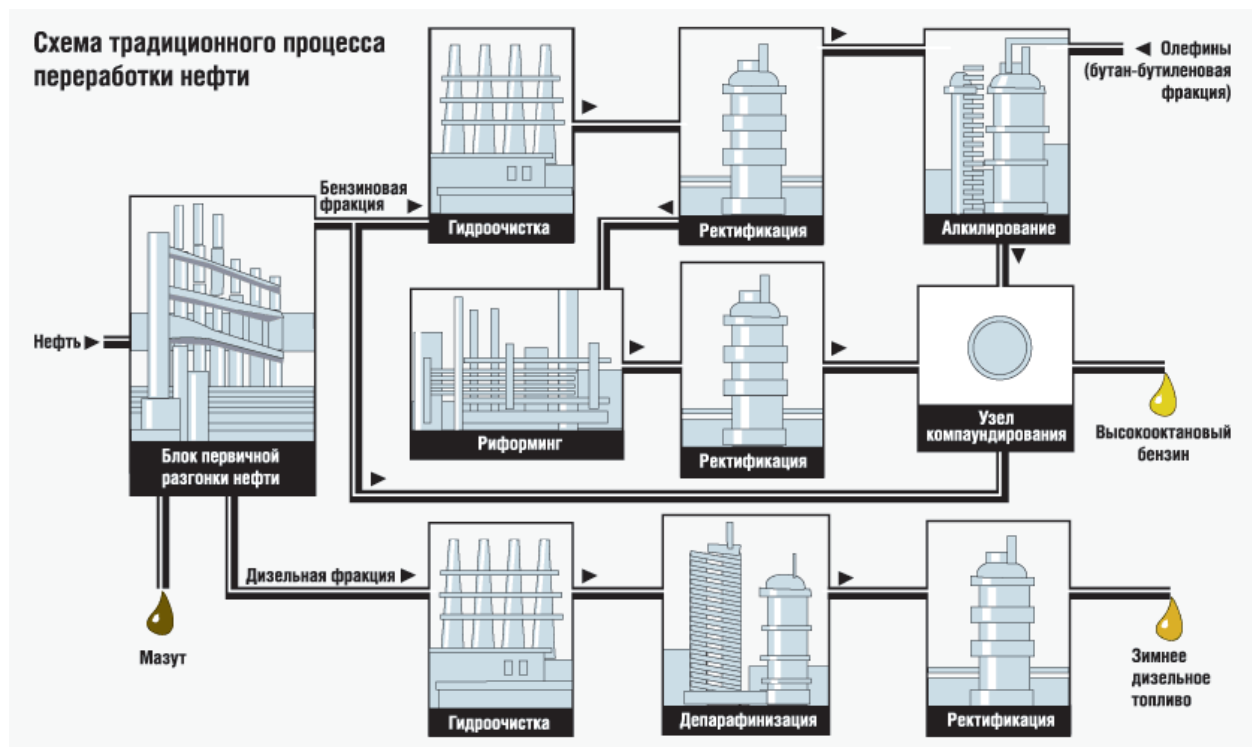 Схема традиционного процесса
переработки нефти
Олефины
(бутан-бутиленовая
фракция)
Бензиновая
фракция
Гидроочистка
Ректификация
Алкилирование
Нефть
Блок первичной
разгонки нефти
Риформинг
Ректификация
Узел
компаундирования
Высокооктановый
бензин
Дизельная фракция
Мазут
Гидроочистка
Депарафинизация
Ректификация
Зимнее
дизельное
топливо